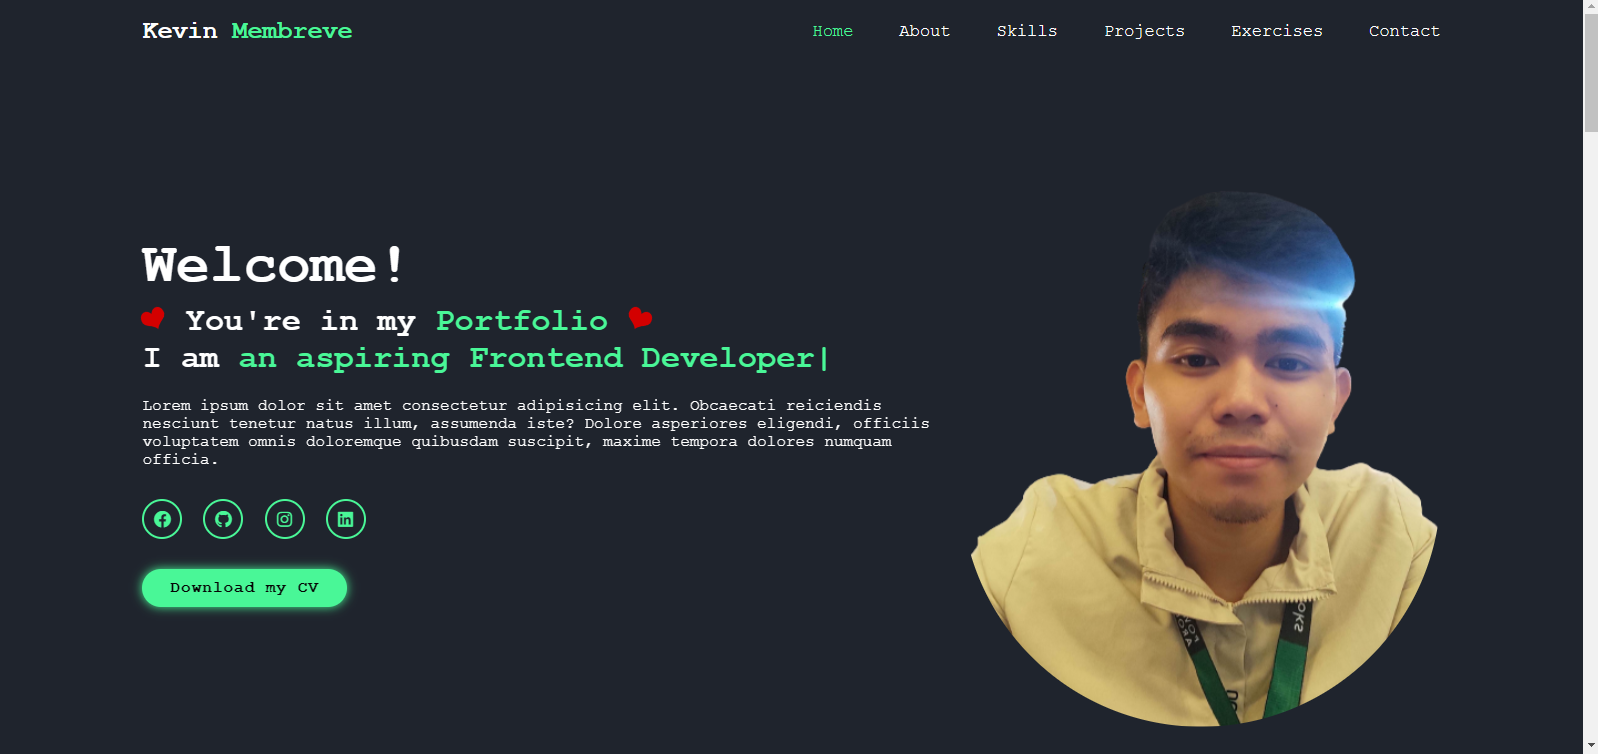 Kevin Membreve
Home About Skills Projects Exercises Contact
Welcome!
You're in my Portfolio
I am an aspiring Frontend Developer|
Lorem ipsum dolor sit amet consectetur adipisicing elit. Obcaecati reiciendis
nesciunt tenetur natus illum, assumenda iste? Dolore asperiores eligendi, officiis
voluptatem omnis doloremque quibusdam suscipit, maxime tempora dolores numquam
officia.
Download my CV